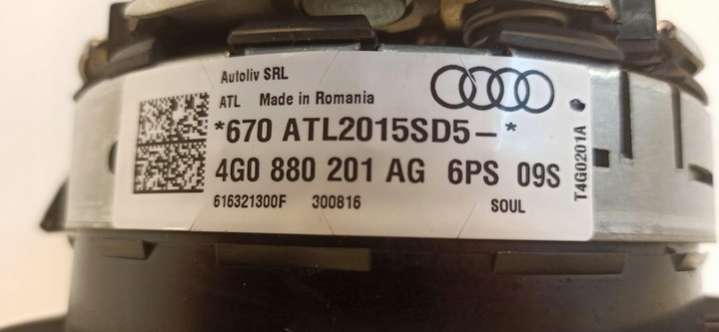 Autoliv SRL
ATL Made in Romania
*670 ATL2015SD5-*
4G0 880 201 AG 6PS 09S
616321300F 300816 SOUL
T4G0201A